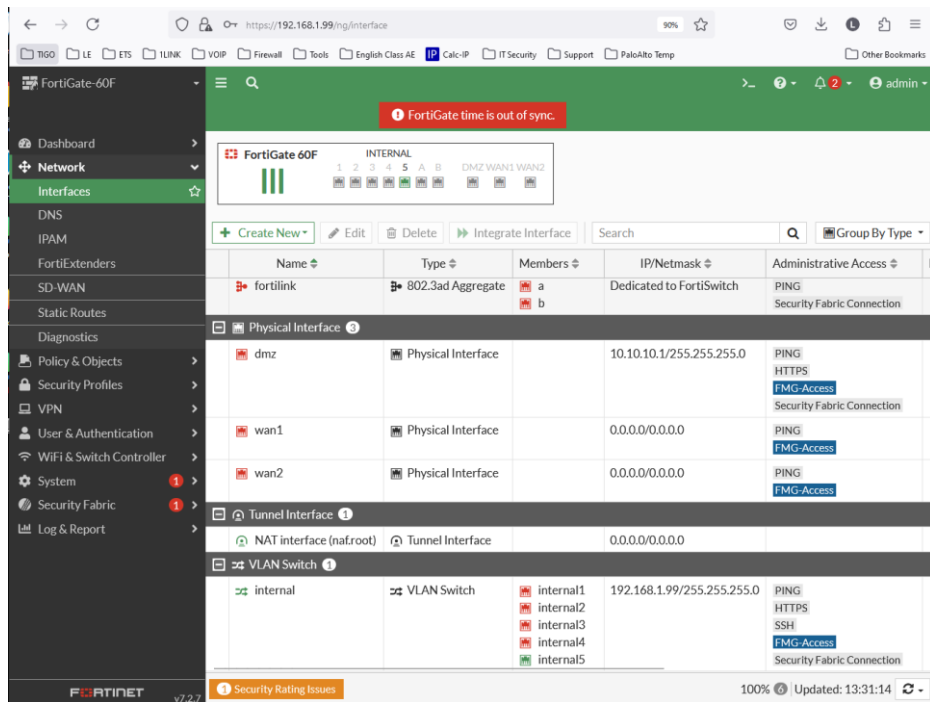 https://192.168.1.99/ng/interface
90%
TIGO LE ETS 1LINK VOIP Firewall Tools English Class AE IP Calc-IP IT Security Support PaloAlto Temp Other Bookmarks
FortiGate-60F
>_ ? 2 admin
FortiGate time is out of sync.
Dashboard
Network
Interfaces
DNS
IPAM
FortiExtenders
SD-WAN
Static Routes
Diagnostics
Policy & Objects
Security Profiles
VPN
User & Authentication
WiFi & Switch Controller
System 1
Security Fabric 1
Log & Report
FORTINET v7.2.7
FortiGate 60F
INTERNAL
1 2 3 4 5 A B DMZ WAN1 WAN2
Create New Edit Delete Integrate Interface Search Group By Type
Name Type Members IP/Netmask Administrative Access
fortilink 802.3ad Aggregate a Dedicated to FortiSwitch PING
b Security Fabric Connection
Physical Interface 3
dmz Physical Interface 10.10.10.1/255.255.255.0 PING
HTTPS
FMG-Access
Security Fabric Connection
wan1 Physical Interface 0.0.0.0/0.0.0.0 PING
FMG-Access
wan2 Physical Interface 0.0.0.0/0.0.0.0 PING
FMG-Access
Tunnel Interface 1
NAT interface (naf.root) Tunnel Interface 0.0.0.0/0.0.0.0
VLAN Switch 1
internal VLAN Switch internal1 192.168.1.99/255.255.255.0 PING
internal2 HTTPS
internal3 SSH
internal4 FMG-Access
internal5 Security Fabric Connection
1 Security Rating Issues 100% 6 Updated: 13:31:14